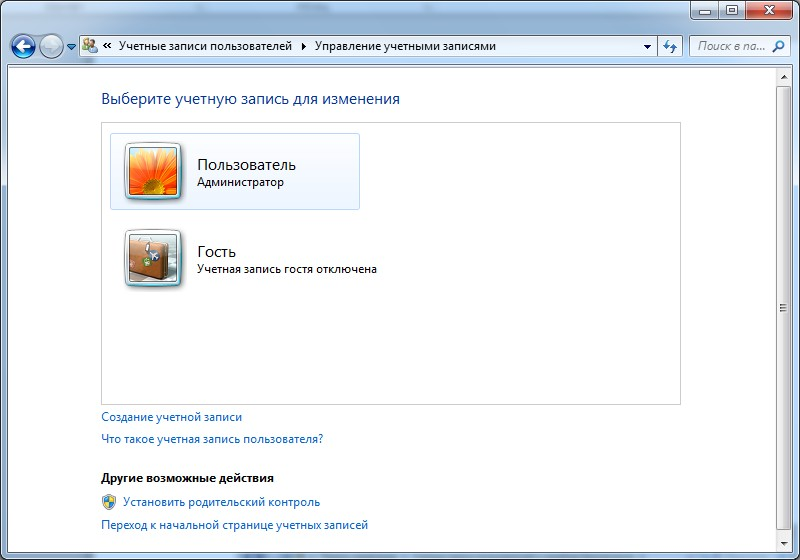 « Учетные записи пользователей Управление учетными записями Поиск в па...
Выберите учетную запись для изменения
Пользователь
Администратор
Гость
Учетная запись гостя отключена
Создание учетной записи
Что такое учетная запись пользователя?
Другие возможные действия
Установить родительский контроль
Переход к начальной странице учетных записей